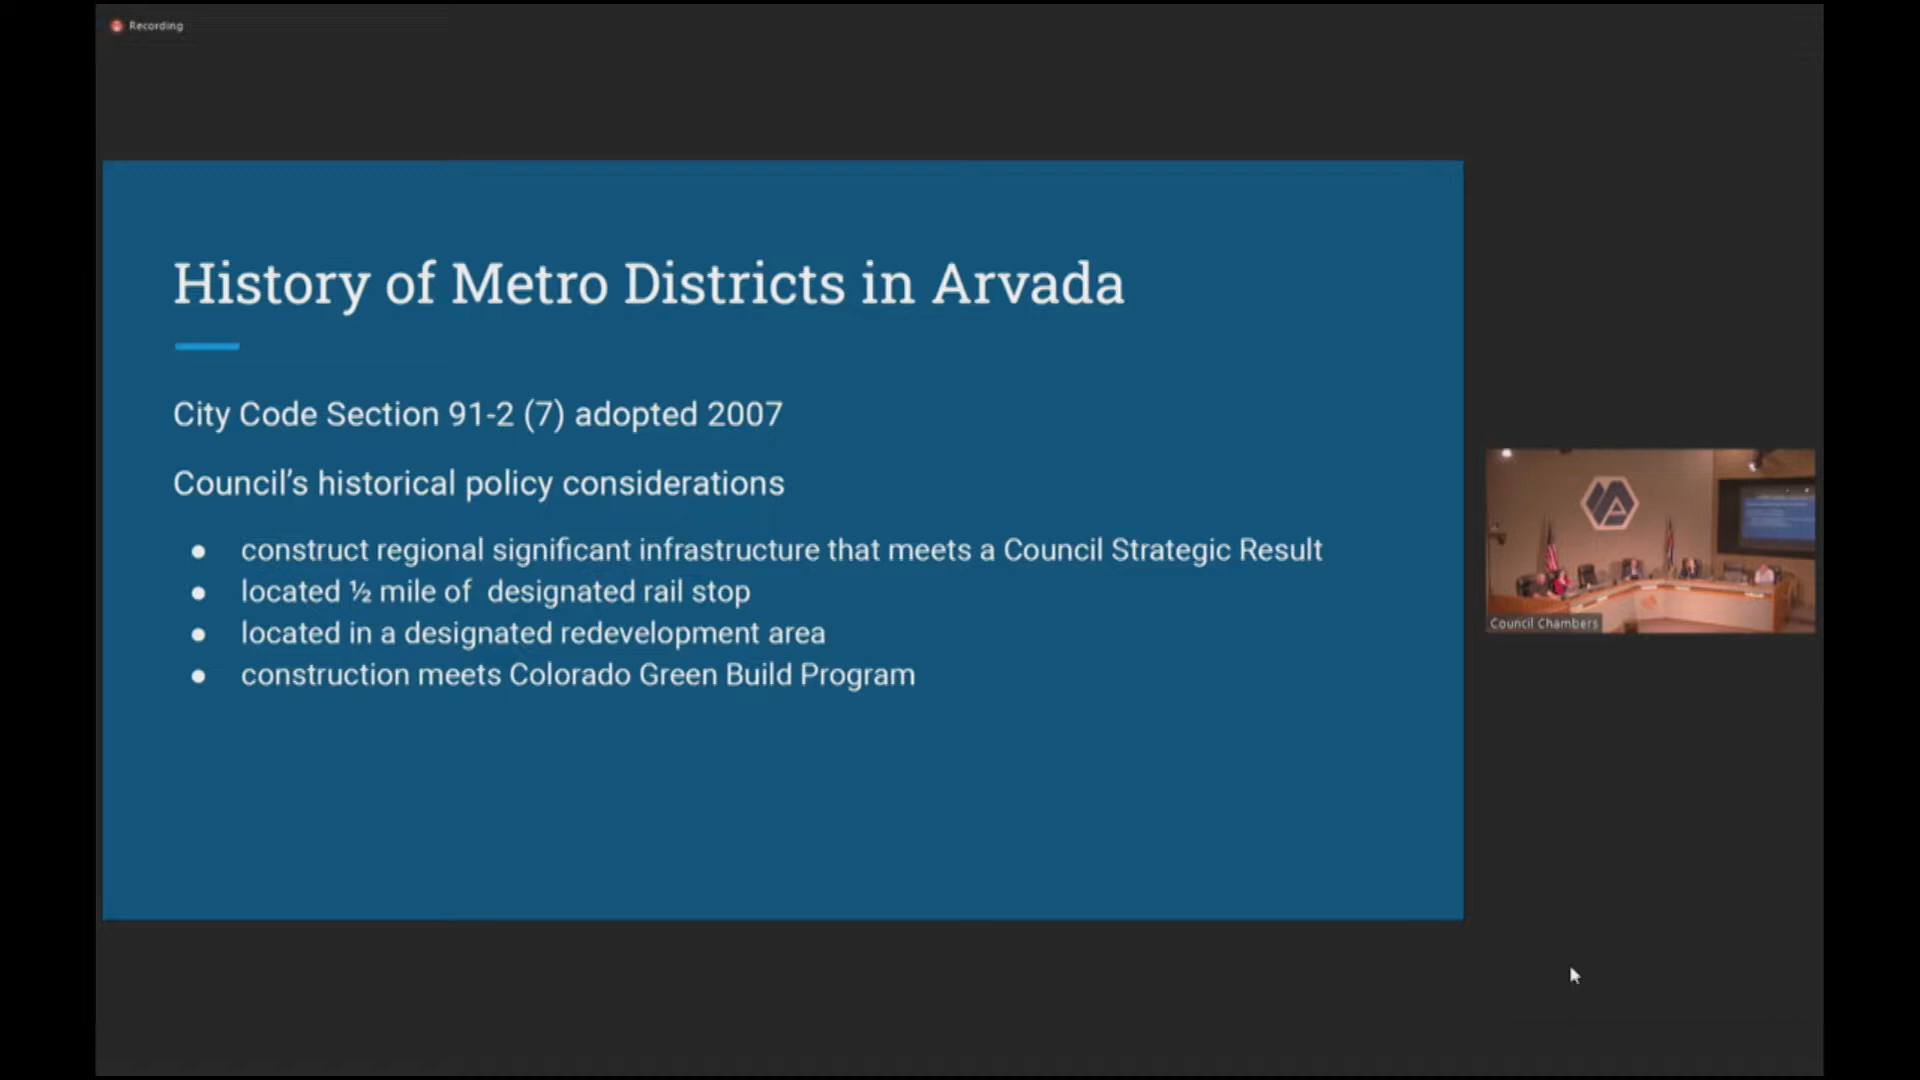 Recording
History of Metro Districts in Arvada
City Code Section 91-2 (7) adopted 2007
Council's historical policy considerations
● construct regional significant infrastructure that meets a Council Strategic Result
● located ½ mile of designated rail stop
● located in a designated redevelopment area
● construction meets Colorado Green Build Program
Council Chambers